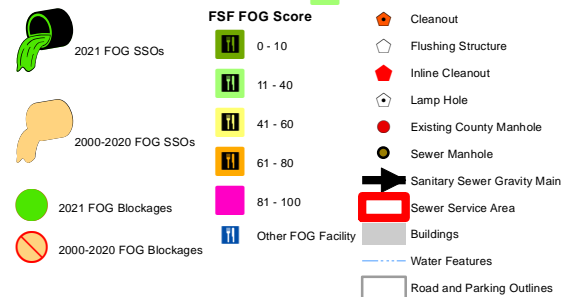 FSF FOG Score
2021 FOG SSOs
2000-2020 FOG SSOs
2021 FOG Blockages
2000-2020 FOG Blockages
0 - 10
11 - 40
41 - 60
61 - 80
81 - 100
Other FOG Facility
Cleanout
Flushing Structure
Inline Cleanout
Lamp Hole
Existing County Manhole
Sewer Manhole
Sanitary Sewer Gravity Main
Sewer Service Area
Buildings
Water Features
Road and Parking Outlines